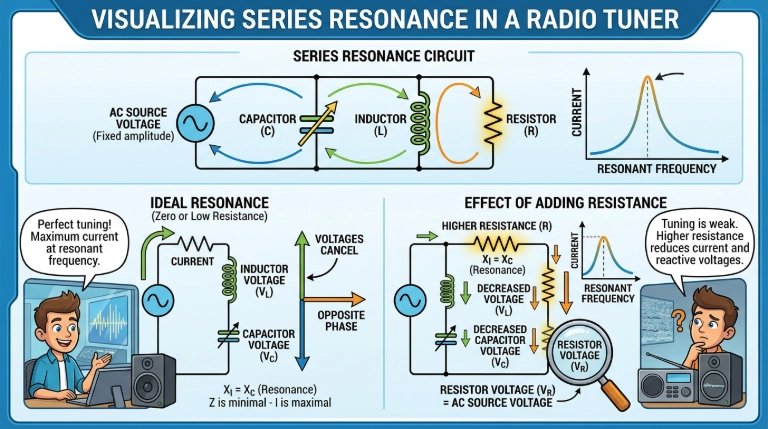 VISUALIZING SERIES RESONANCE IN A RADIO TUNER
SERIES RESONANCE CIRCUIT
AC SOURCE
VOLTAGE
(Fixed amplitude)
CAPACITOR
(C)
INDUCTOR
(L)
RESISTOR
(R)
CURRENT
RESONANT FREQUENCY
IDEAL RESONANCE
(Zero or Low Resistance)
Perfect tuning!
Maximum current
at resonant
frequency.
CURRENT
INDUCTOR
VOLTAGE
(VL)
CAPACITOR
VOLTAGE
(VC)
VOLTAGES
CANCEL
OPPOSITE
PHASE
XI = XC (Resonance)
Z is minimal - I is maximal
EFFECT OF ADDING RESISTANCE
HIGHER RESISTANCE (R)
XI = XC
(Resonance)
DECREASED
VOLTAGE
(VL)
DECREASED
CAPACITOR
VOLTAGE
(VC)
CURRENT
RESONANT
FREQUENCY
RESISTOR
VOLTAGE
(VR)
RESISTOR VOLTAGE (VR)
= AC SOURCE VOLTAGE
Tuning is weak.
Higher resistance
reduces current and
reactive voltages.
?